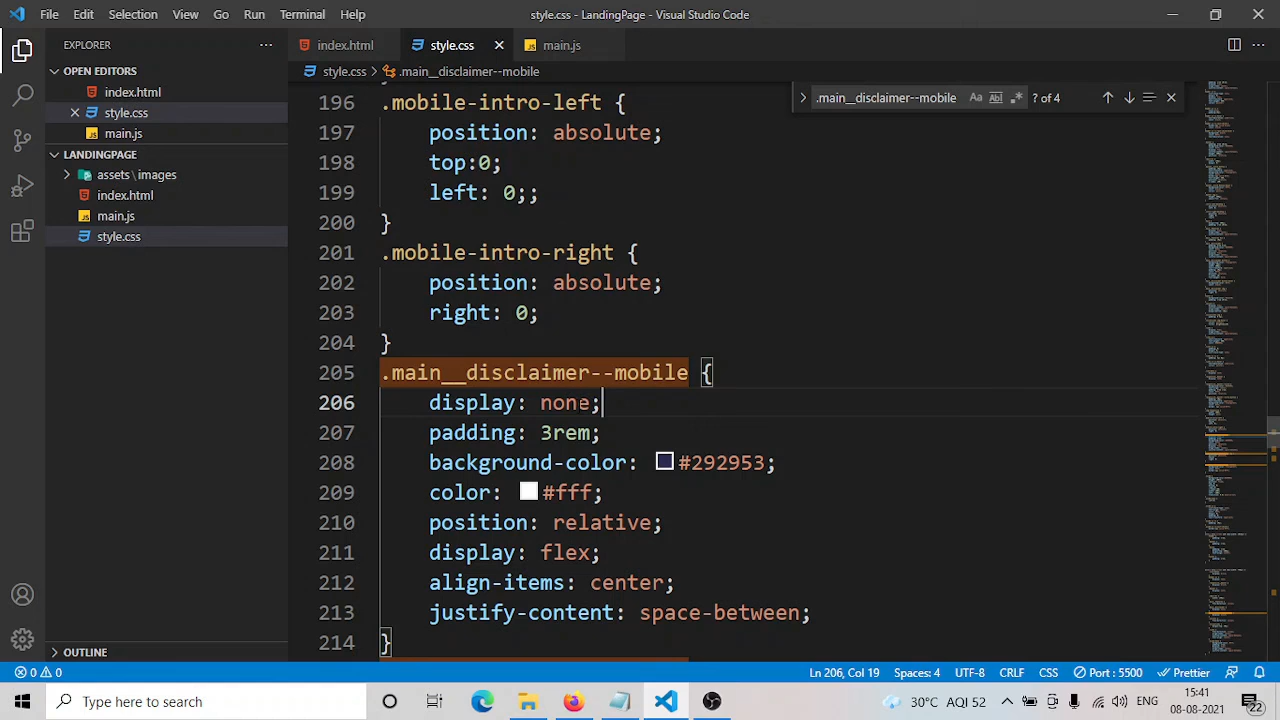 File Edit Selection View Go Run Terminal Help
style.css - LandingPage - Visual Studio Code
EXPLORER
index.html
style.css
main.js
OPEN EDITORS
style.css > .main__disclaimer--mobile
index.html
style.css
main.js
.main__disclaimer--m
Aa
? of 4
LANDINGPAGE
assets\images
index.html
main.js
style.css
OUTLINE
196 .mobile-intro-left {
197 position: absolute;
198 top:0;
199 left: 0;;
200 }
201 .mobile-intro-right {
202 position: absolute;
203 right: 0;
204 }
205 .main__disclaimer--mobile {
206 display: none;
207 padding: 3rem;
208 background-color: #292953;
209 color: #fff;
210 position: relative;
211 display: flex;
212 align-items: center;
213 justify-content: space-between;
214 }
0 0
Ln 206, Col 19 Spaces: 4 UTF-8 CRLF CSS Port : 5500 Prettier
Type here to search
30°C AQI 52
ENG
15:41
08-08-2021
22